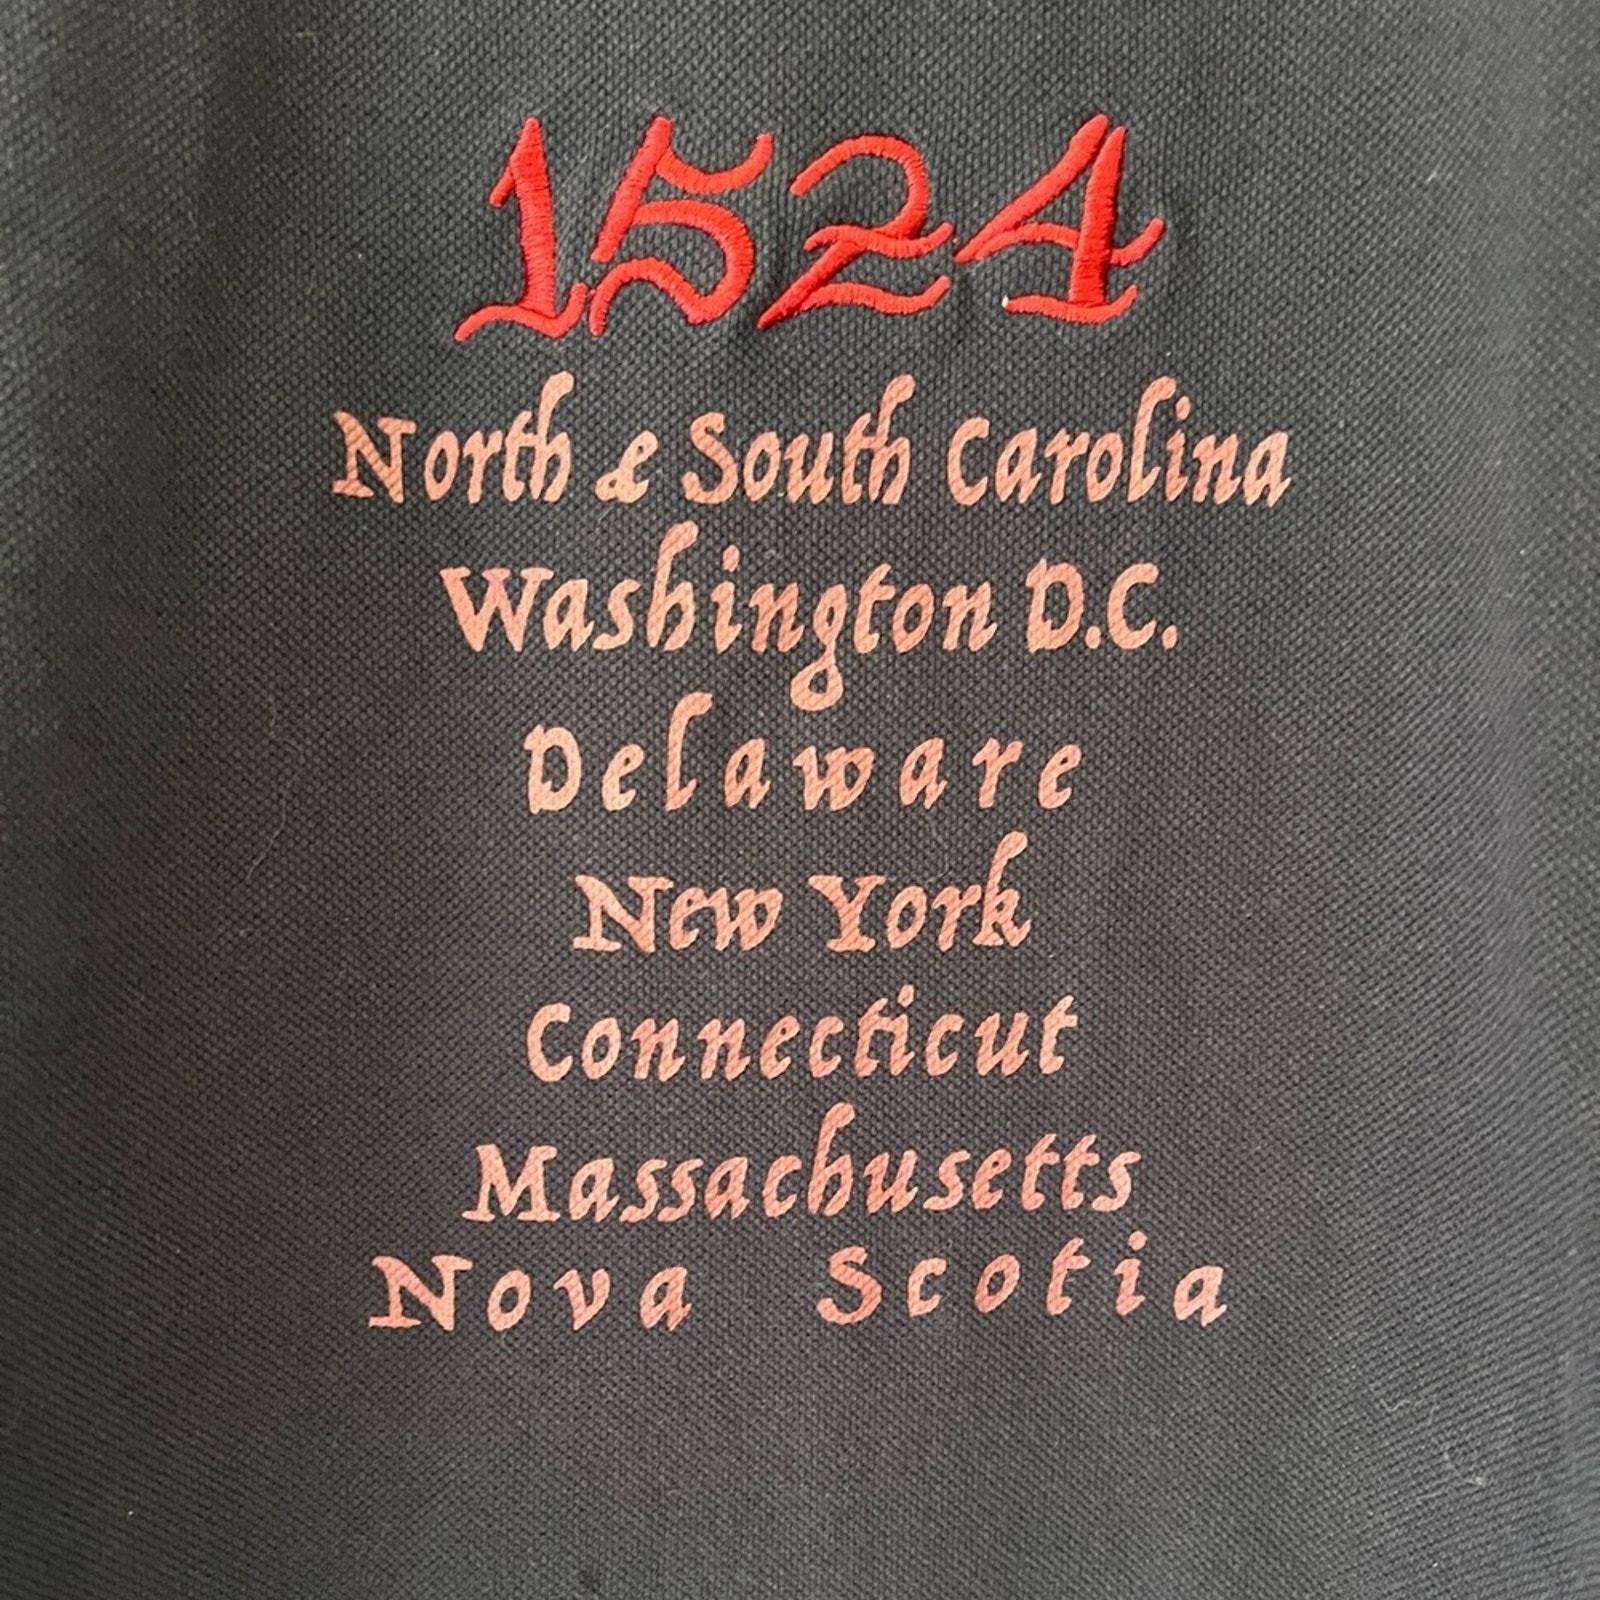 1524
North & South Carolina
Washington D.C.
Delaware
New York
Connecticut
Massachusetts
Nova Scotia